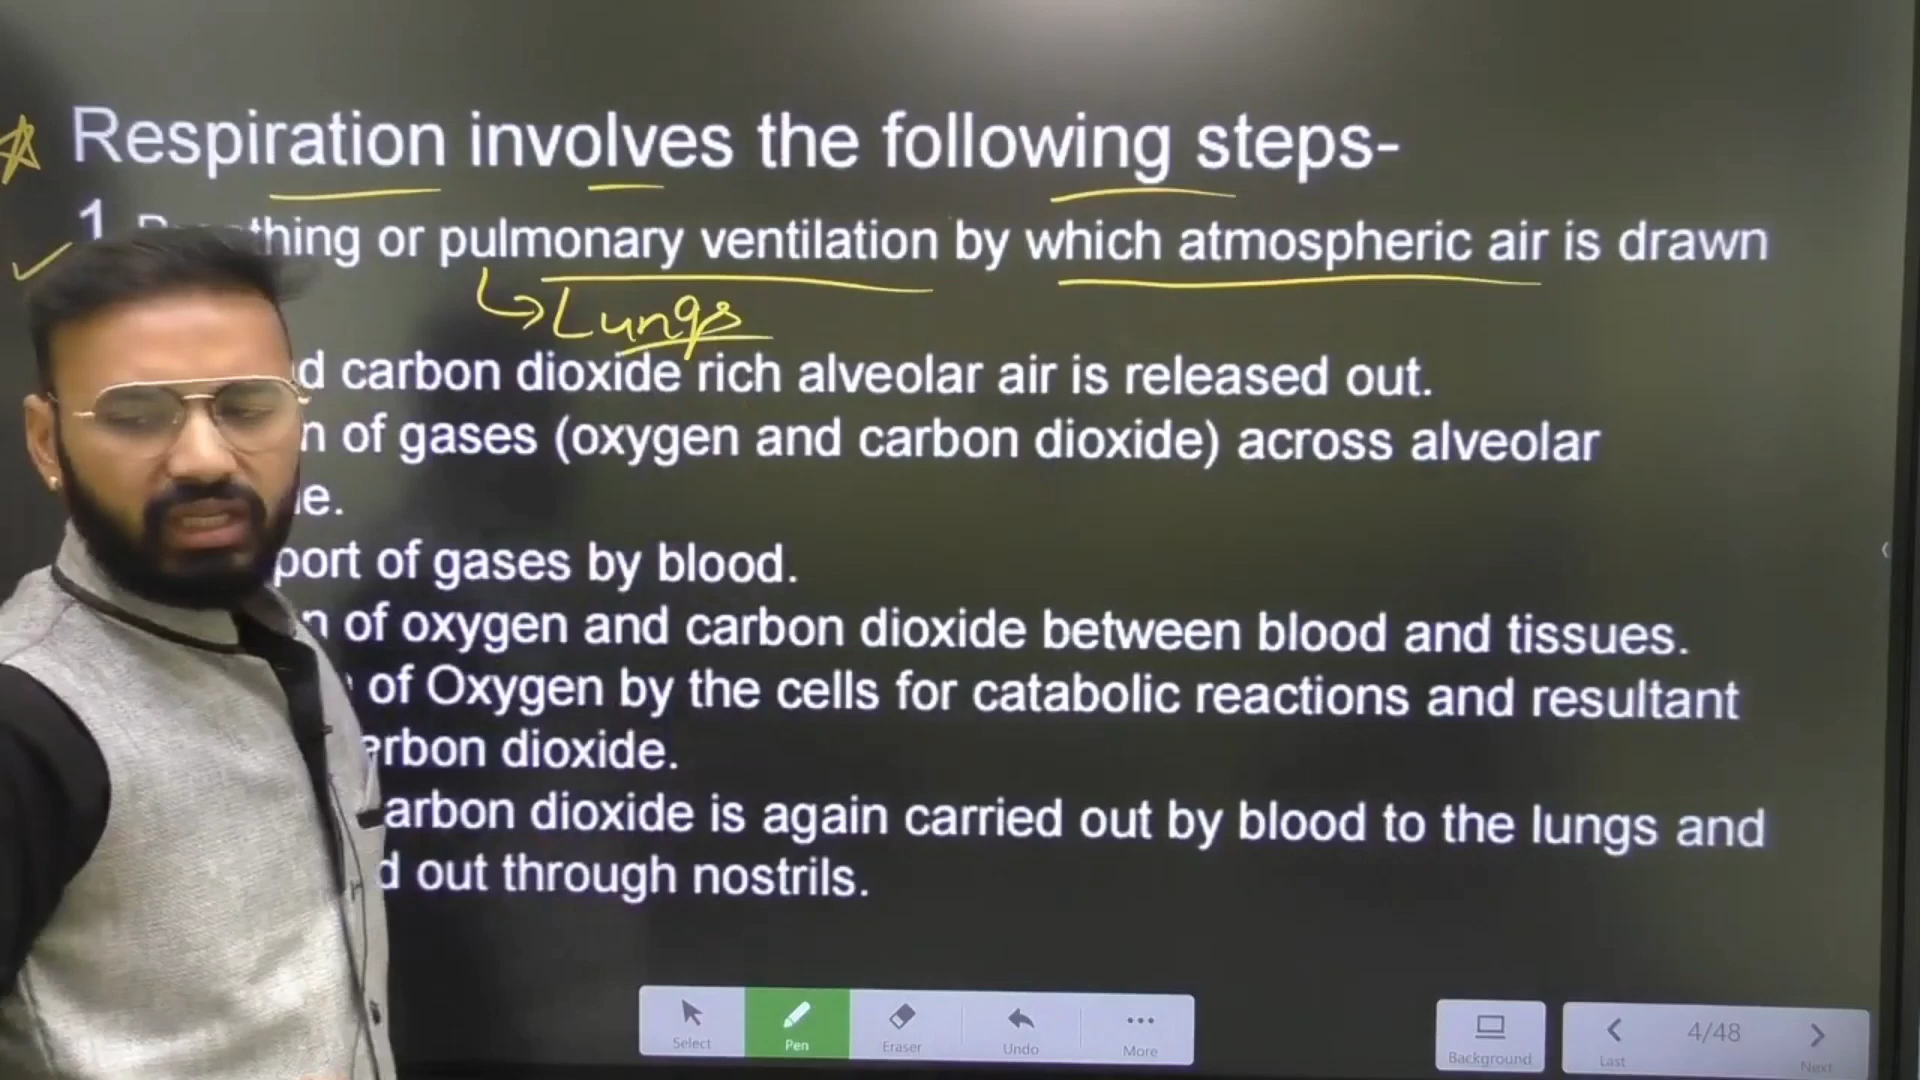 Respiration involves the following steps-
1. Breathing or pulmonary ventilation by which atmospheric air is drawn
Lungs
carbon dioxide rich alveolar air is released out.
of gases (oxygen and carbon dioxide) across alveolar
port of gases by blood.
of oxygen and carbon dioxide between blood and tissues.
of Oxygen by the cells for catabolic reactions and resultant
arbon dioxide.
arbon dioxide is again carried out by blood to the lungs and
out through nostrils.
Select Pen Eraser Undo More Background Last 4/48 Next